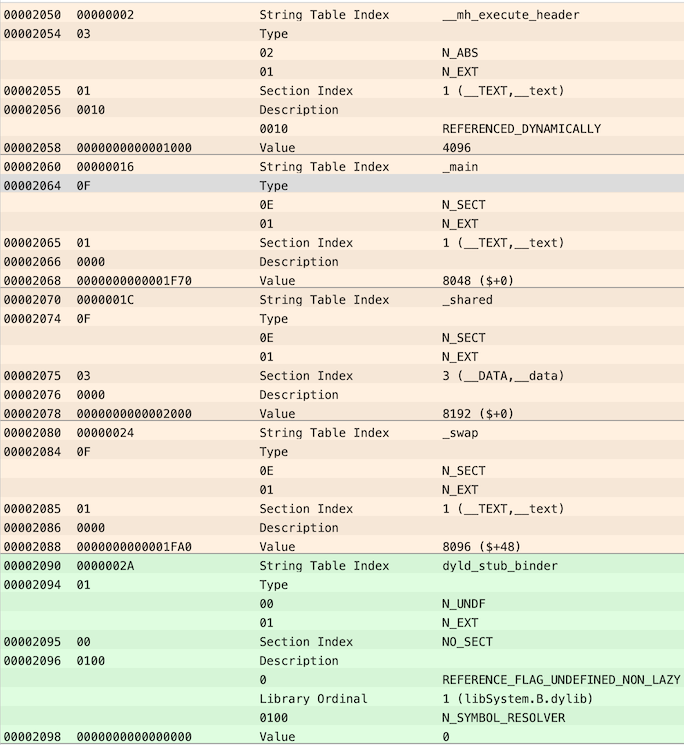 00002050 00000002 String Table Index __mh_execute_header
00002054 03 Type
02 N_ABS
01 N_EXT
00002055 01 Section Index 1 (__TEXT,__text)
00002056 0010 Description
0010 REFERENCED_DYNAMICALLY
00002058 0000000000001000 Value 4096
00002060 00000016 String Table Index _main
00002064 0F Type
0E N_SECT
01 N_EXT
00002065 01 Section Index 1 (__TEXT,__text)
00002066 0000 Description
00002068 0000000000001F70 Value 8048 ($+0)
00002070 0000001C String Table Index _shared
00002074 0F Type
0E N_SECT
01 N_EXT
00002075 03 Section Index 3 (__DATA,__data)
00002076 0000 Description
00002078 0000000000002000 Value 8192 ($+0)
00002080 00000024 String Table Index _swap
00002084 0F Type
0E N_SECT
01 N_EXT
00002085 01 Section Index 1 (__TEXT,__text)
00002086 0000 Description
00002088 0000000000001FA0 Value 8096 ($+48)
00002090 0000002A String Table Index dyld_stub_binder
00002094 01 Type
00 N_UNDF
01 N_EXT
00002095 00 Section Index NO_SECT
00002096 0100 Description
0 REFERENCE_FLAG_UNDEFINED_NON_LAZY
Library Ordinal 1 (libSystem.B.dylib)
0100 N_SYMBOL_RESOLVER
00002098 0000000000000000 Value 0